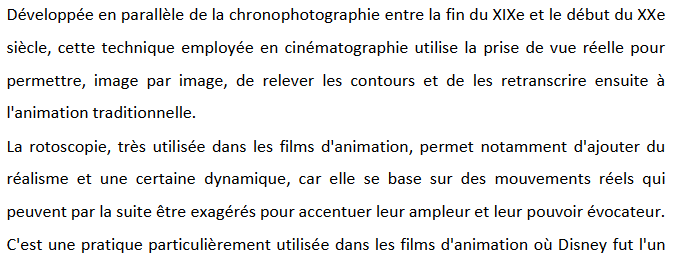 Développée en parallèle de la chronophotographie entre la fin du XIXe et le début du XXe
siècle, cette technique employée en cinématographie utilise la prise de vue réelle pour
permettre, image par image, de relever les contours et de les retranscrire ensuite à
l'animation traditionnelle.
La rotoscopie, très utilisée dans les films d'animation, permet notamment d'ajouter du
réalisme et une certaine dynamique, car elle se base sur des mouvements réels qui
peuvent par la suite être exagérés pour accentuer leur ampleur et leur pouvoir évocateur.
C'est une pratique particulièrement utilisée dans les films d'animation où Disney fut l'un